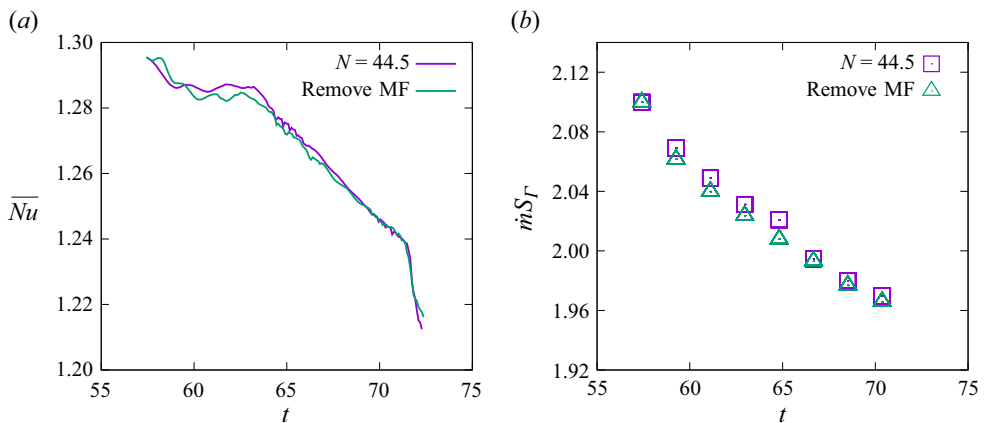 (a)
N = 44.5
Remove MF
1.30
1.28
1.26
1.24
1.22
1.20
Nu
55 60 65 70 75
t
(b)
N = 44.5
Remove MF
2.12
2.08
2.04
2.00
1.96
1.92
ṁS_Γ
55 60 65 70 75
t